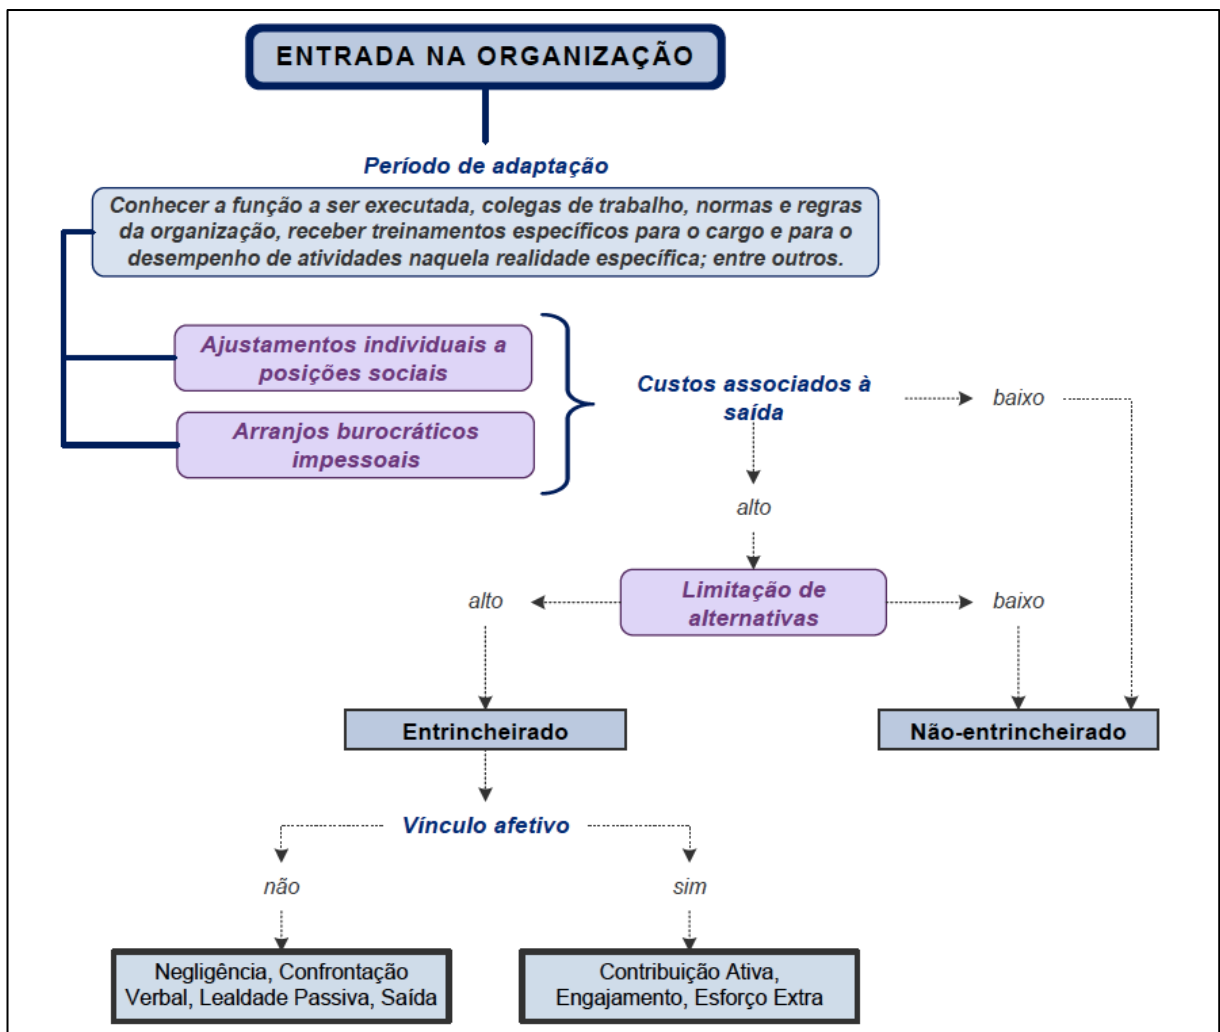 ENTRADA NA ORGANIZAÇÃO
Período de adaptação
Conhecer a função a ser executada, colegas de trabalho, normas e regras
da organização, receber treinamentos específicos para o cargo e para o
desempenho de atividades naquela realidade específica; entre outros.
Ajustamentos individuais a
posições sociais
Arranjos burocráticos
impessoais
Custos associados à
saída
baixo
alto
Limitação de
alternativas
alto
baixo
Entrincheirado
Não-entrincheirado
Vínculo afetivo
não
sim
Negligência, Confrontação
Verbal, Lealdade Passiva, Saída
Contribuição Ativa,
Engajamento, Esforço Extra